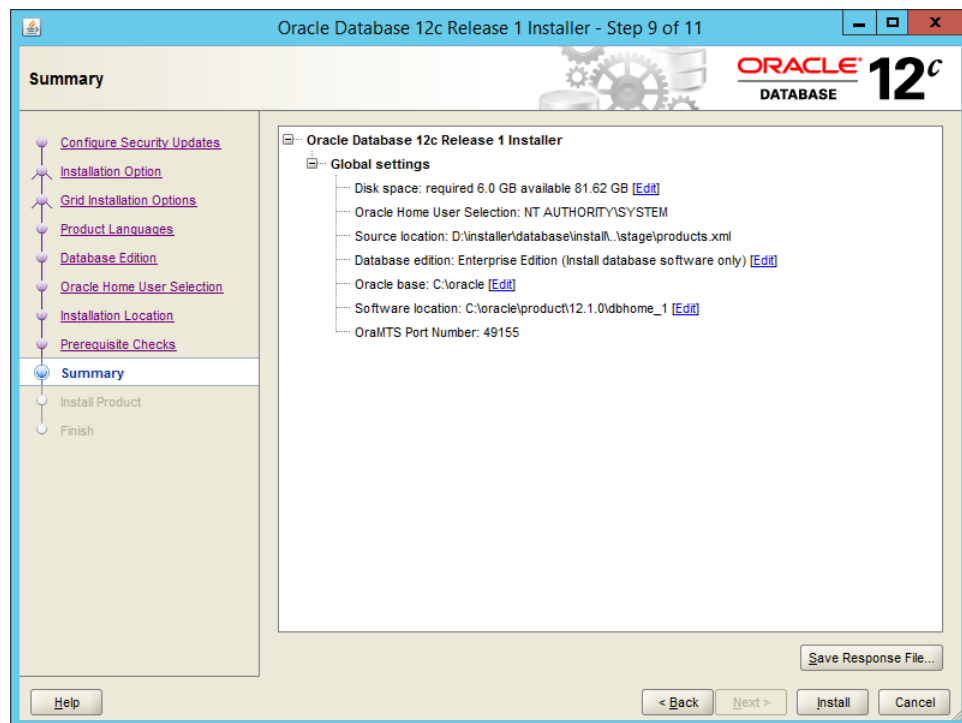 Oracle Database 12c Release 1 Installer - Step 9 of 11
Summary
ORACLE 12c
DATABASE
Configure Security Updates
Installation Option
Grid Installation Options
Product Languages
Database Edition
Oracle Home User Selection
Installation Location
Prerequisite Checks
Summary
Install Product
Finish
Oracle Database 12c Release 1 Installer
Global settings
Disk space: required 6.0 GB available 81.62 GB [Edit]
Oracle Home User Selection: NT AUTHORITY\SYSTEM
Source location: D:\installer\database\install\..\stage\products.xml
Database edition: Enterprise Edition (Install database software only) [Edit]
Oracle base: C:\oracle [Edit]
Software location: C:\oracle\product\12.1.0\dbhome_1 [Edit]
OraMTS Port Number: 49155
Save Response File...
Help
< Back
Next >
Install
Cancel